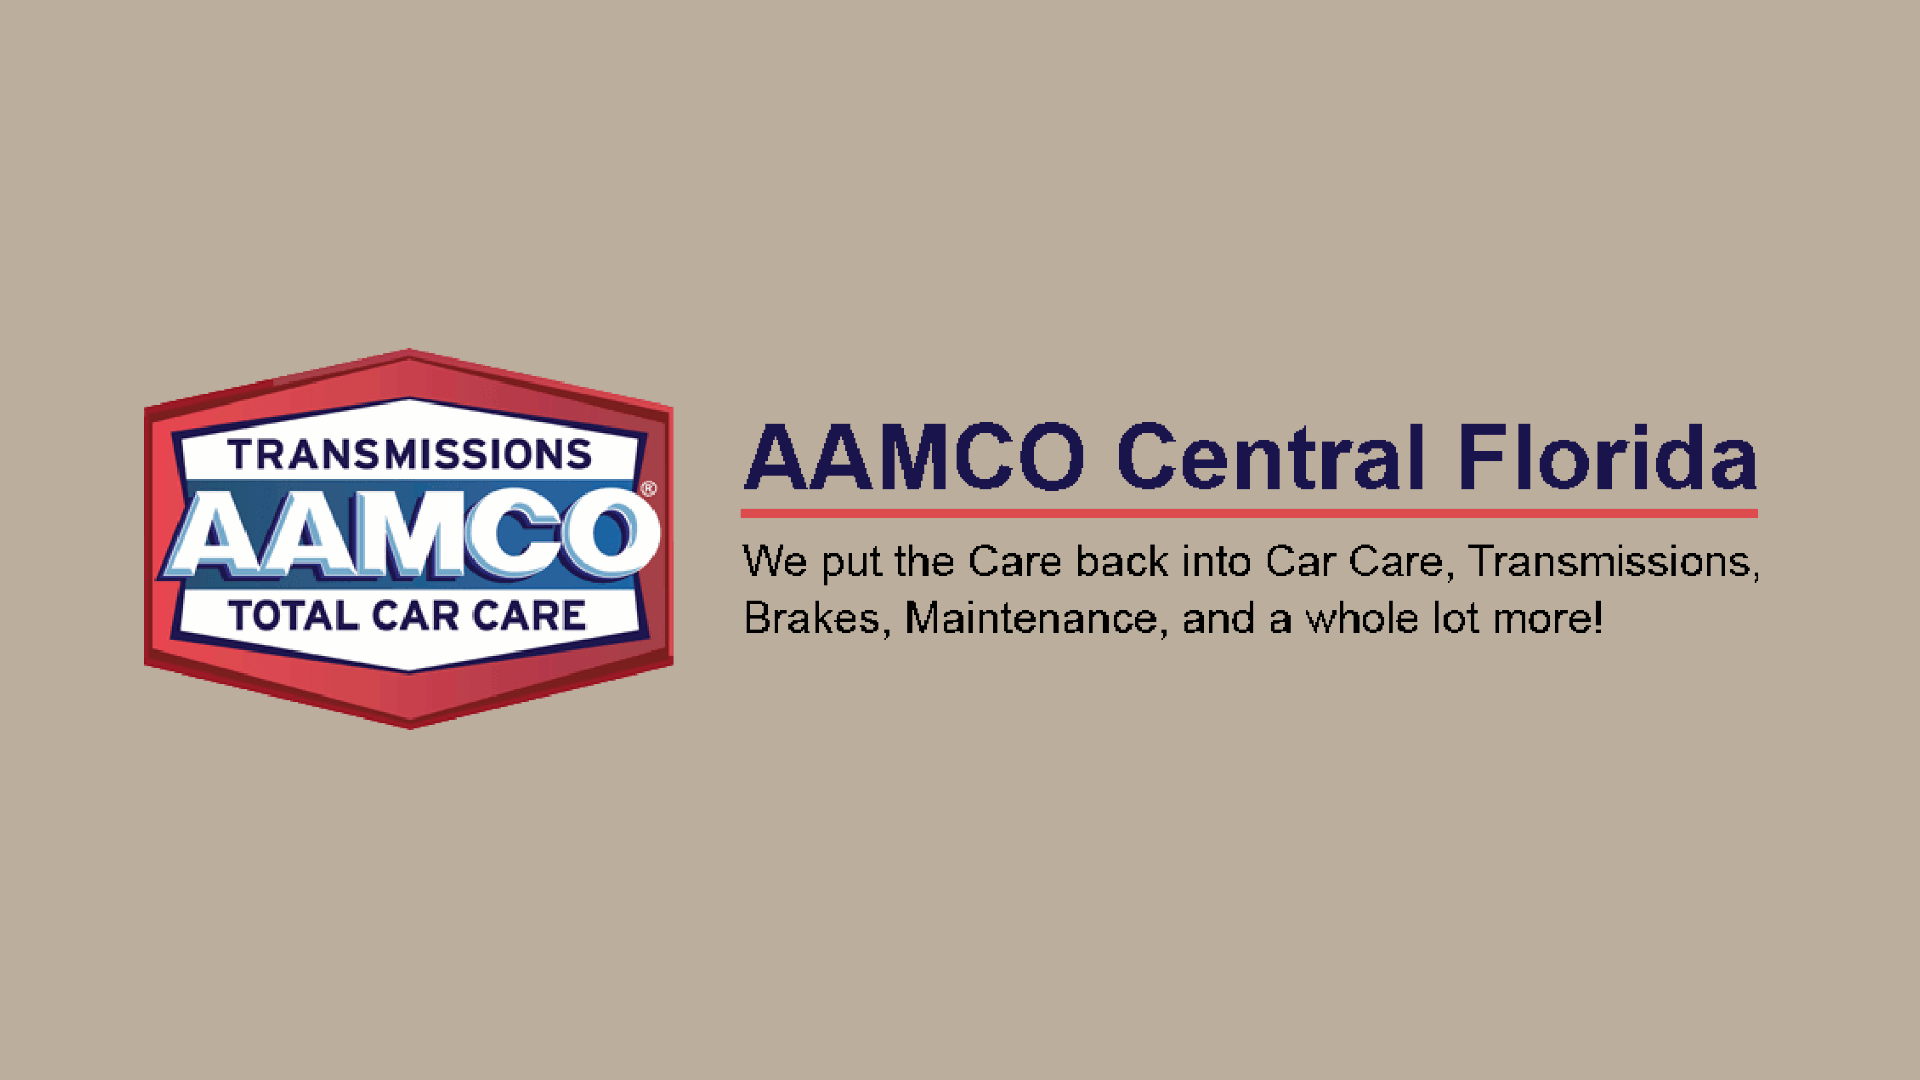 TRANSMISSIONS
AAMCO®
TOTAL CAR CARE
AAMCO Central Florida
We put the Care back into Car Care, Transmissions,
Brakes, Maintenance, and a whole lot more!